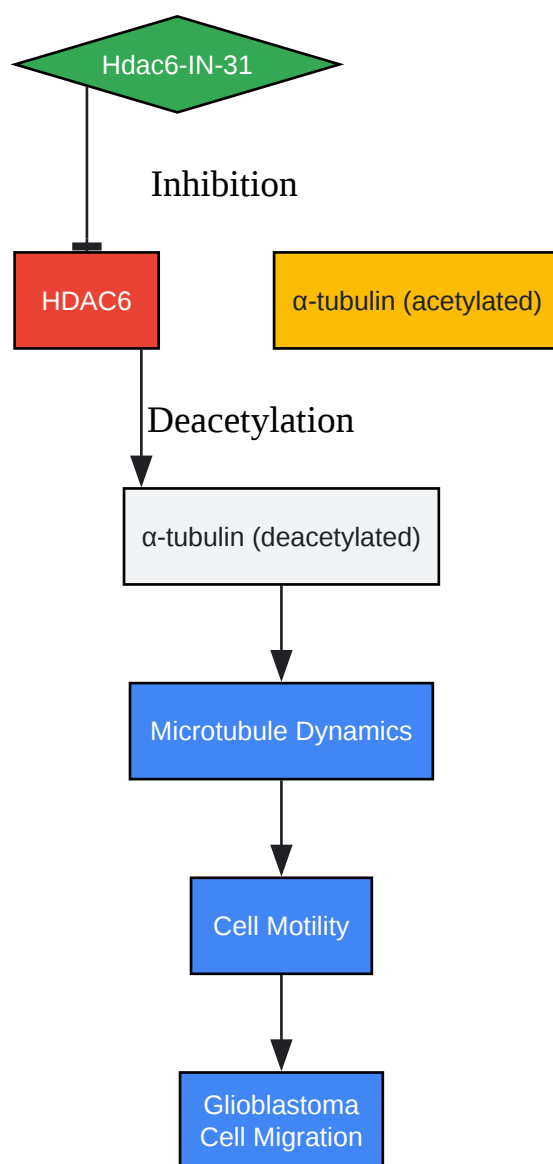 Hdac6-IN-31
Inhibition
HDAC6
α-tubulin (acetylated)
Deacetylation
α-tubulin (deacetylated)
Microtubule Dynamics
Cell Motility
Glioblastoma
Cell Migration